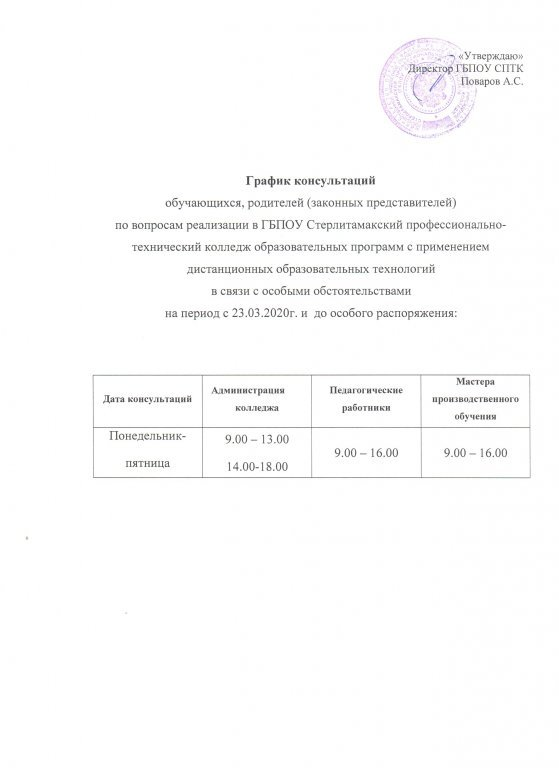 «Утверждаю»
Директор ГБПОУ СПТК
Поваров А.С.
График консультаций
обучающихся, родителей (законных представителей)
по вопросам реализации в ГБПОУ Стерлитамакский профессионально-
технический колледж образовательных программ с применением
дистанционных образовательных технологий
в связи с особыми обстоятельствами
на период с 23.03.2020г. и до особого распоряжения:
Дата консультаций
Администрация
колледжа
Педагогические
работники
Мастера
производственного
обучения
Понедельник-
пятница
9.00 – 13.00
14.00-18.00
9.00 – 16.00
9.00 – 16.00